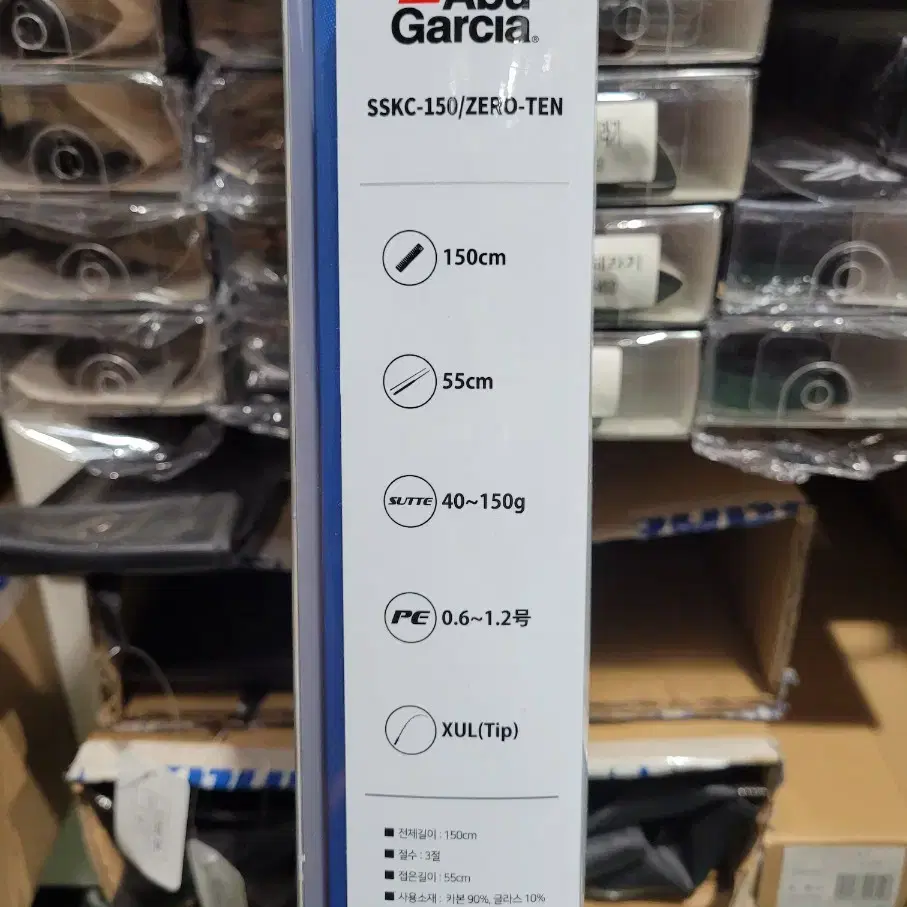 Abu
Garcia®
SSKC-150/ZERO-TEN
150cm
55cm
SUTTE 40~150g
PE 0.6~1.2号
XUL(Tip)
■ 전체길이 : 150cm
■ 절수 : 3절
■ 접은길이 : 55cm
■ 사용소재 : 카본 90%, 글라스 10%